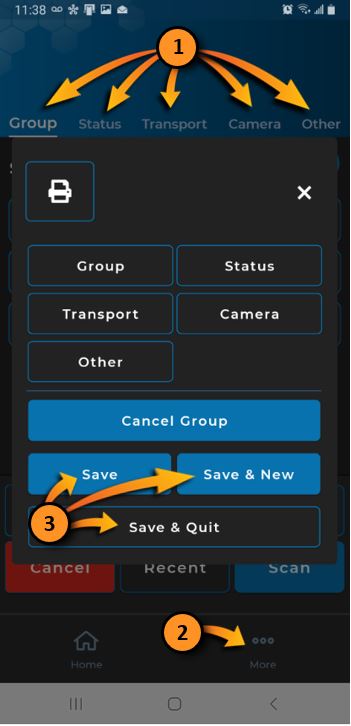 11:38
1
Group Status Transport Camera Other
Group Status
Transport Camera
Other
Cancel Group
Save Save & New
3
Save & Quit
Cancel Recent Scan
2
Home More